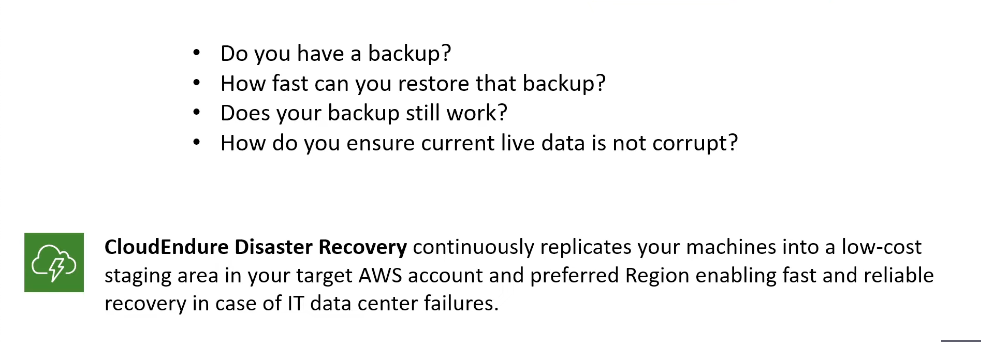 • Do you have a backup?
• How fast can you restore that backup?
• Does your backup still work?
• How do you ensure current live data is not corrupt?
CloudEndure Disaster Recovery continuously replicates your machines into a low-cost
staging area in your target AWS account and preferred Region enabling fast and reliable
recovery in case of IT data center failures.